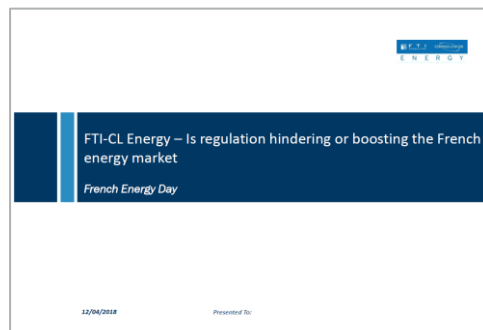 F T I
ENERGY
FTI-CL Energy – Is regulation hindering or boosting the French
energy market
French Energy Day
12/04/2018
Presented To: